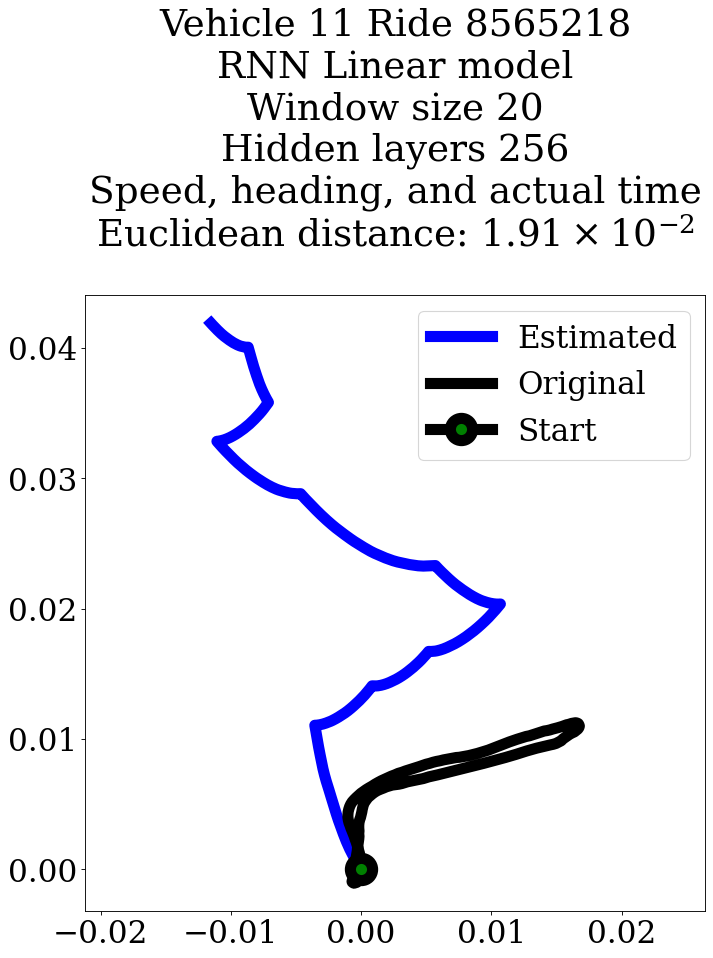 Vehicle 11 Ride 8565218
RNN Linear model
Window size 20
Hidden layers 256
Speed, heading, and actual time
Euclidean distance: 1.91 × 10⁻²
Estimated
Original
Start
0.04
0.03
0.02
0.01
0.00
−0.02 −0.01 0.00 0.01 0.02